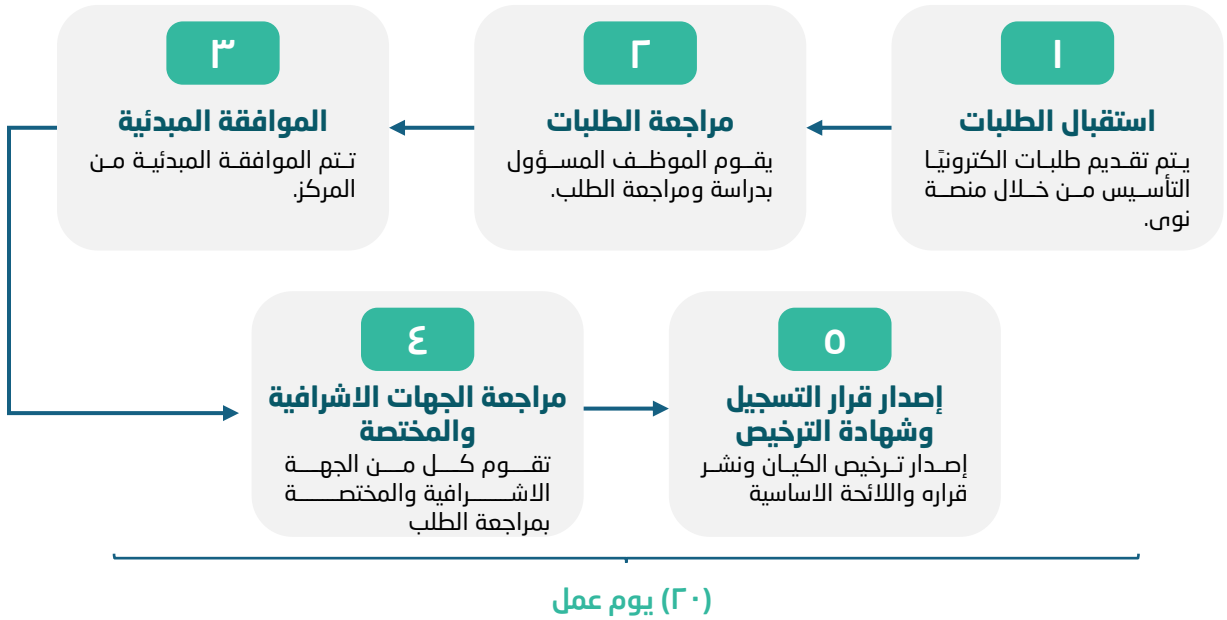 ١
استقبال الطلبات
يتم تقديم طلبات الكترونيًا
التأسيس من خلال منصة
نوى.
٢
مراجعة الطلبات
يقوم الموظف المسؤول
بدراسة ومراجعة الطلب.
٣
الموافقة المبدئية
تتم الموافقة المبدئية من
المركز.
٤
مراجعة الجهات الاشرافية
والمختصة
تقوم كل من الجهة
الاشرافية والمختصة
بمراجعة الطلب
٥
إصدار قرار التسجيل
وشهادة الترخيص
إصدار ترخيص الكيان ونشر
قراره واللائحة الاساسية
(٢٠) يوم عمل